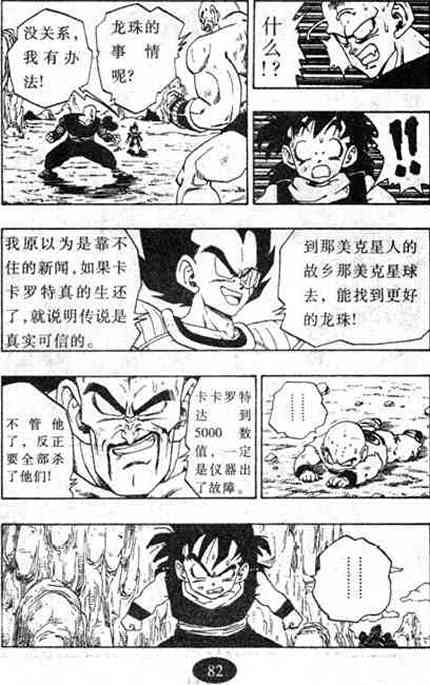 什
么
!?
!!
龙珠的
事 情
呢?
没关系,
我 有 办
法!
到那美克星人的
故乡那美克星球
去,能找到更好
的龙珠!
我原以为是靠不
住的新闻,如果卡
卡罗特真的生还
了,就说明传说是
真实可信的。
……
……
卡卡罗特
达 到
5000 数
值,一定
是仪器出
了故障。
不 管 他
了,反正
要全部杀
了他们!
……
……
82